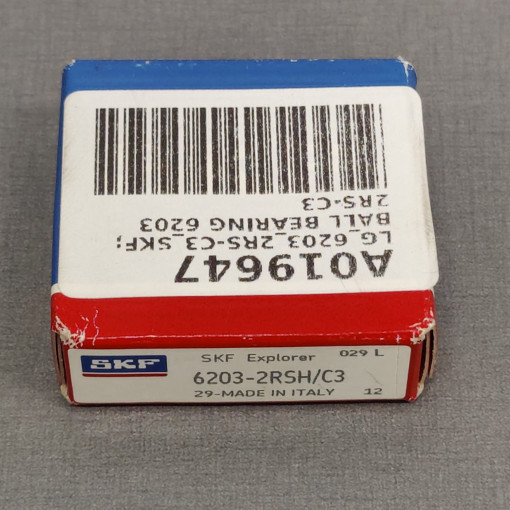 A019647
LG_6203_2RS-C3_SKF;
BALL BEARING 6203
2RS-C3
SKF
SKF Explorer 029 L
6203-2RSH/C3
29-MADE IN ITALY 12